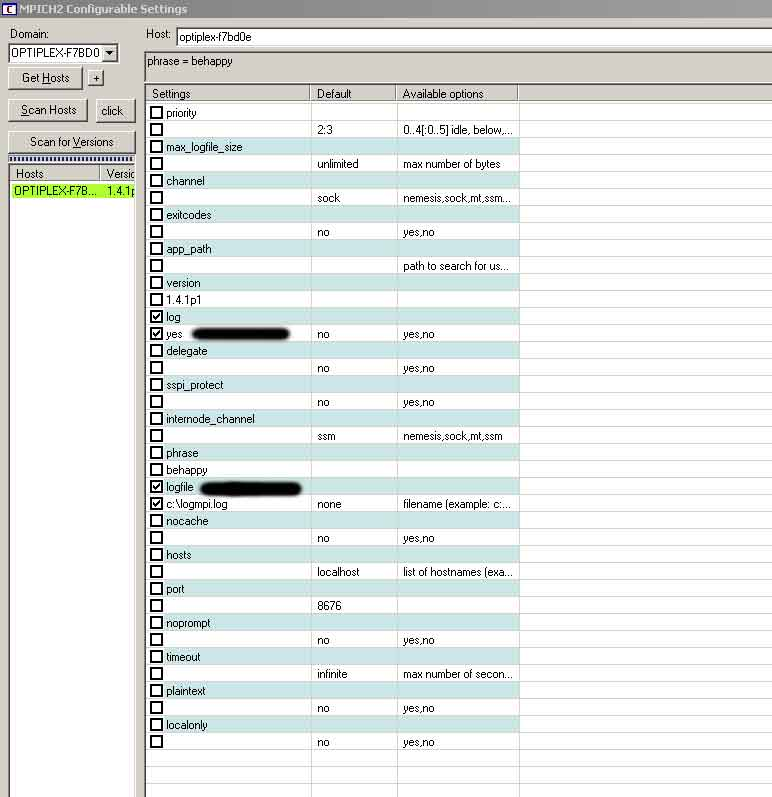 MPICH2 Configurable Settings
Domain:
OPTIPLEX-F7BD0
Get Hosts
+
Scan Hosts
click
Scan for Versions
Hosts Versic
OPTIPLEX-F7B... 1.4.1p
Host: optiplex-f7bd0e
phrase = behappy
Settings Default Available options
priority
2:3 0..4[:0..5] idle, below,...
max_logfile_size
unlimited max number of bytes
channel
sock nemesis,sock,mt,ssm...
exitcodes
no yes,no
app_path
path to search for us...
version
1.4.1p1
log
yes no yes,no
delegate
no yes,no
sspi_protect
no yes,no
internode_channel
ssm nemesis,sock,mt,ssm
phrase
behappy
logfile
c:\logmpi.log none filename (example: c:...
nocache
no yes,no
hosts
localhost list of hostnames (exa...
port
8676
noprompt
no yes,no
timeout
infinite max number of secon...
plaintext
no yes,no
localonly
no yes,no